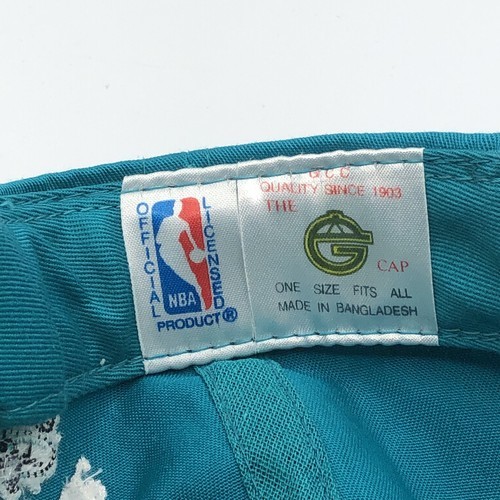 OFFICIAL
LICENSED
NBA
PRODUCT®
G.C.C
QUALITY SINCE 1903
THE
G
CAP
ONE SIZE FITS ALL
MADE IN BANGLADESH